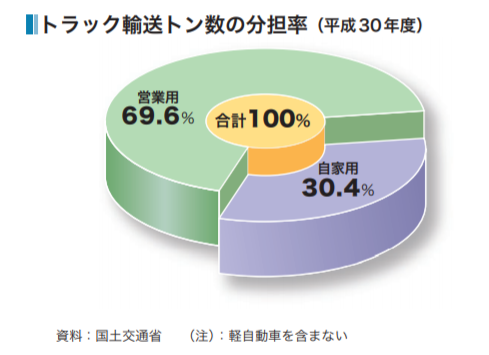 トラック輸送トン数の分担率（平成30年度）
営業用
69.6%
合計100%
自家用
30.4%
資料：国土交通省　（注）：軽自動車を含まない